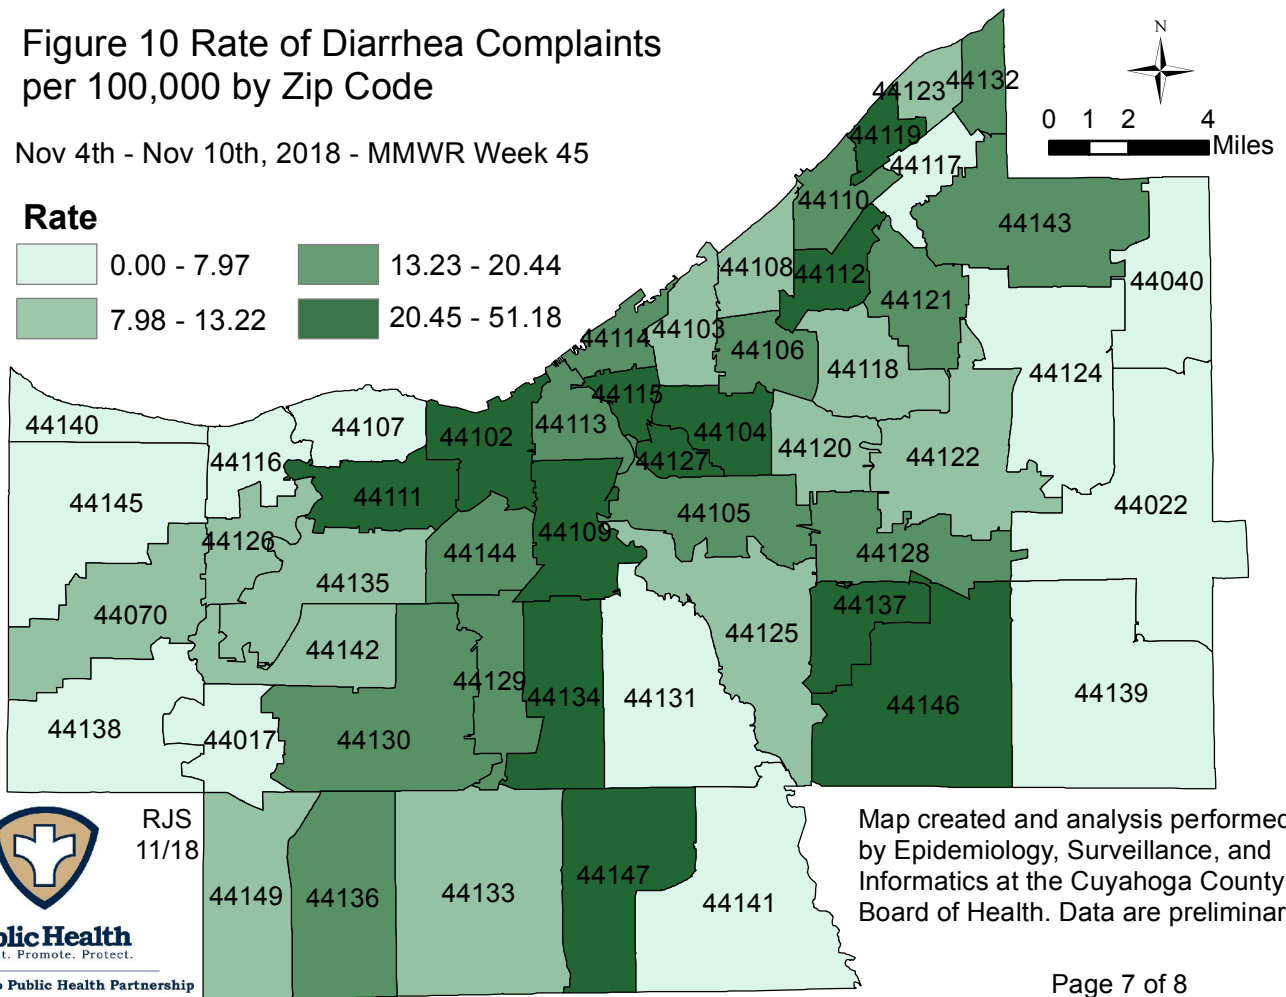 Figure 10 Rate of Diarrhea Complaints
per 100,000 by Zip Code
Nov 4th - Nov 10th, 2018 - MMWR Week 45
N
0 1 2 4
Miles
Rate
0.00 - 7.97
13.23 - 20.44
7.98 - 13.22
20.45 - 51.18
44123
44132
44119
44117
44110
44143
44108
44112
44040
44121
44114
44103
44106
44118
44124
44115
44140
44107
44102
44113
44104
44120
44122
44116
44127
44145
44111
44022
44105
44109
44126
44144
44128
44135
44070
44137
44125
44142
44129
44134
44131
44146
44139
44138
44017
44130
44149
44136
44133
44147
44141
RJS
11/18
blicHealth
t. Promote. Protect.
Public Health Partnership
Map created and analysis performed
by Epidemiology, Surveillance, and
Informatics at the Cuyahoga County
Board of Health. Data are preliminar
Page 7 of 8